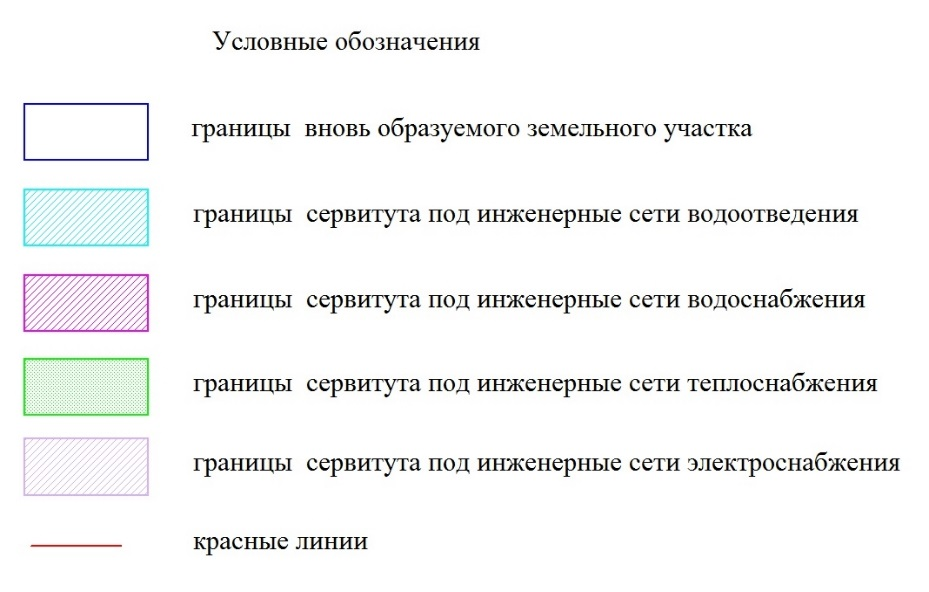 Условные обозначения
границы вновь образуемого земельного участка
границы сервитута под инженерные сети водоотведения
границы сервитута под инженерные сети водоснабжения
границы сервитута под инженерные сети теплоснабжения
границы сервитута под инженерные сети электроснабжения
красные линии